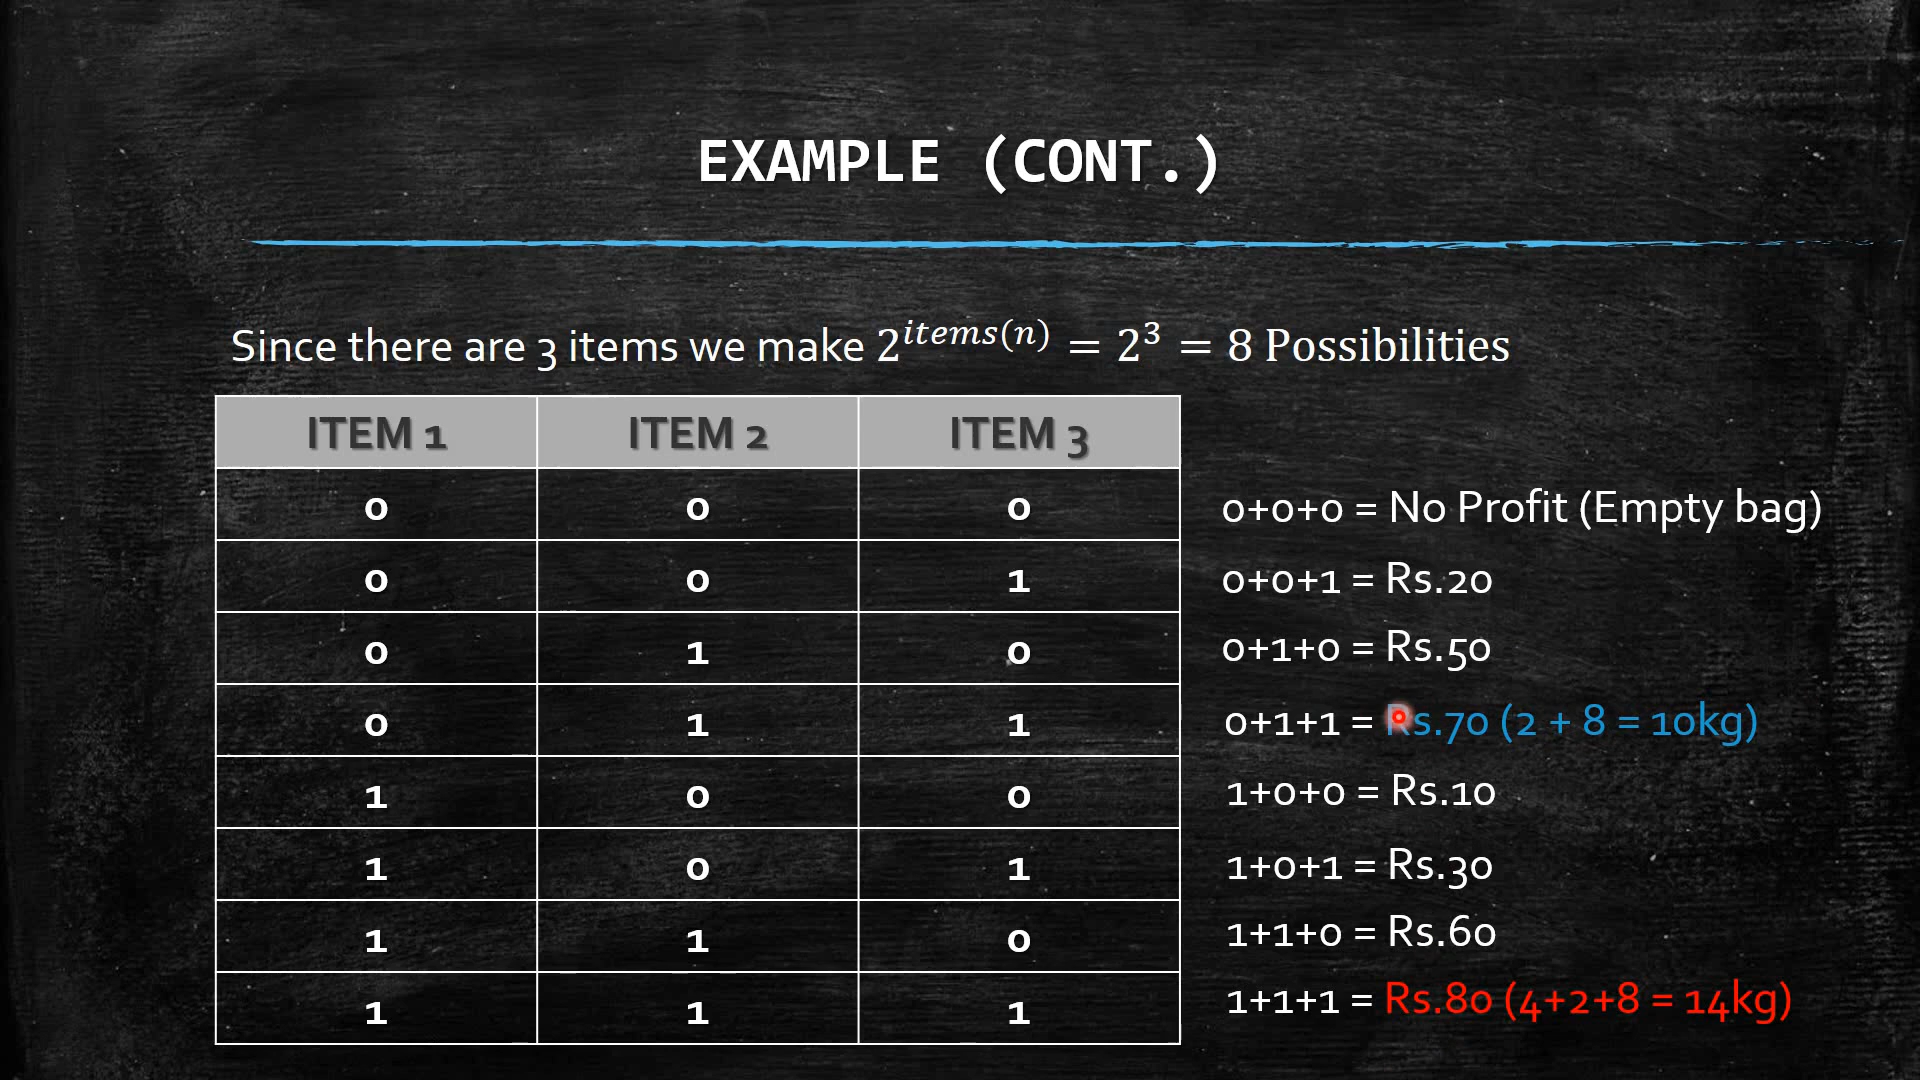 EXAMPLE (CONT.)
Since there are 3 items we make 2^{items(n)} = 2^3 = 8 Possibilities
ITEM 1 ITEM 2 ITEM 3
0 0 0 0+0+0 = No Profit (Empty bag)
0 0 1 0+0+1 = Rs.20
0 1 0 0+1+0 = Rs.50
0 1 1 0+1+1 = Rs.70 (2 + 8 = 10kg)
1 0 0 1+0+0 = Rs.10
1 0 1 1+0+1 = Rs.30
1 1 0 1+1+0 = Rs.60
1 1 1 1+1+1 = Rs.80 (4+2+8 = 14kg)